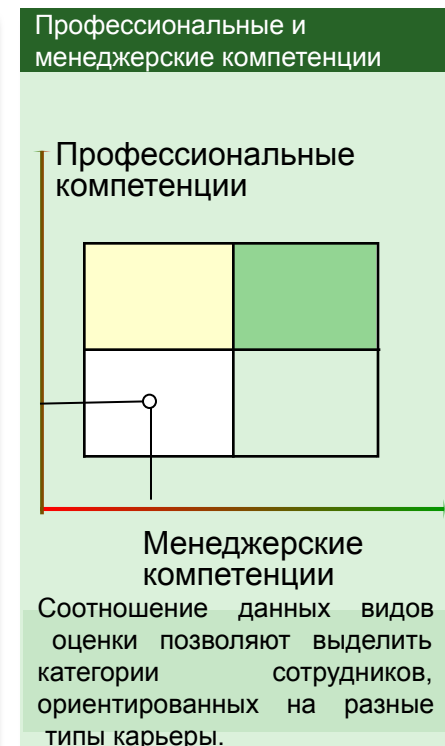 Профессиональные и
менеджерские компетенции
Профессиональные
компетенции
Менеджерские
компетенции
Соотношение данных видов
оценки позволяют выделить
категории сотрудников,
ориентированных на разные
типы карьеры.